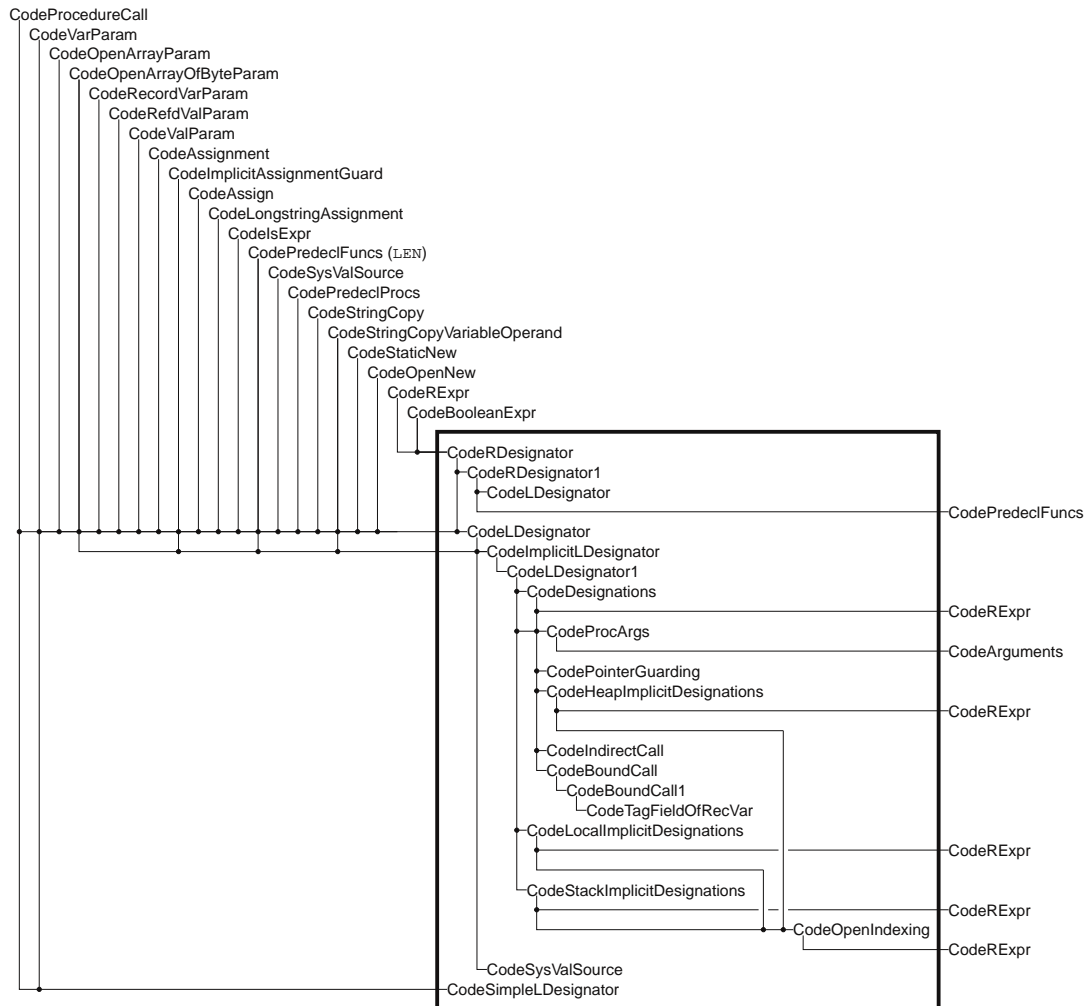 CodeProcedureCall
CodeVarParam
CodeOpenArrayParam
CodeOpenArrayOfByteParam
CodeRecordVarParam
CodeRefdValParam
CodeValParam
CodeAssignment
CodeImplicitAssignmentGuard
CodeAssign
CodeLongstringAssignment
CodeIsExpr
CodePredeclFuncs (LEN)
CodeSysValSource
CodePredeclProcs
CodeStringCopy
CodeStringCopyVariableOperand
CodeStaticNew
CodeOpenNew
CodeRExpr
CodeBooleanExpr
CodeRDesignator
CodeRDesignator1
CodeLDesignator
CodePredeclFuncs
CodeLDesignator
CodeImplicitLDesignator
CodeLDesignator1
CodeDesignations
CodeRExpr
CodeProcArgs
CodeArguments
CodePointerGuarding
CodeHeapImplicitDesignations
CodeRExpr
CodeIndirectCall
CodeBoundCall
CodeBoundCall1
CodeTagFieldOfRecVar
CodeLocalImplicitDesignations
CodeRExpr
CodeStackImplicitDesignations
CodeRExpr
CodeOpenIndexing
CodeRExpr
CodeSysValSource
CodeSimpleLDesignator